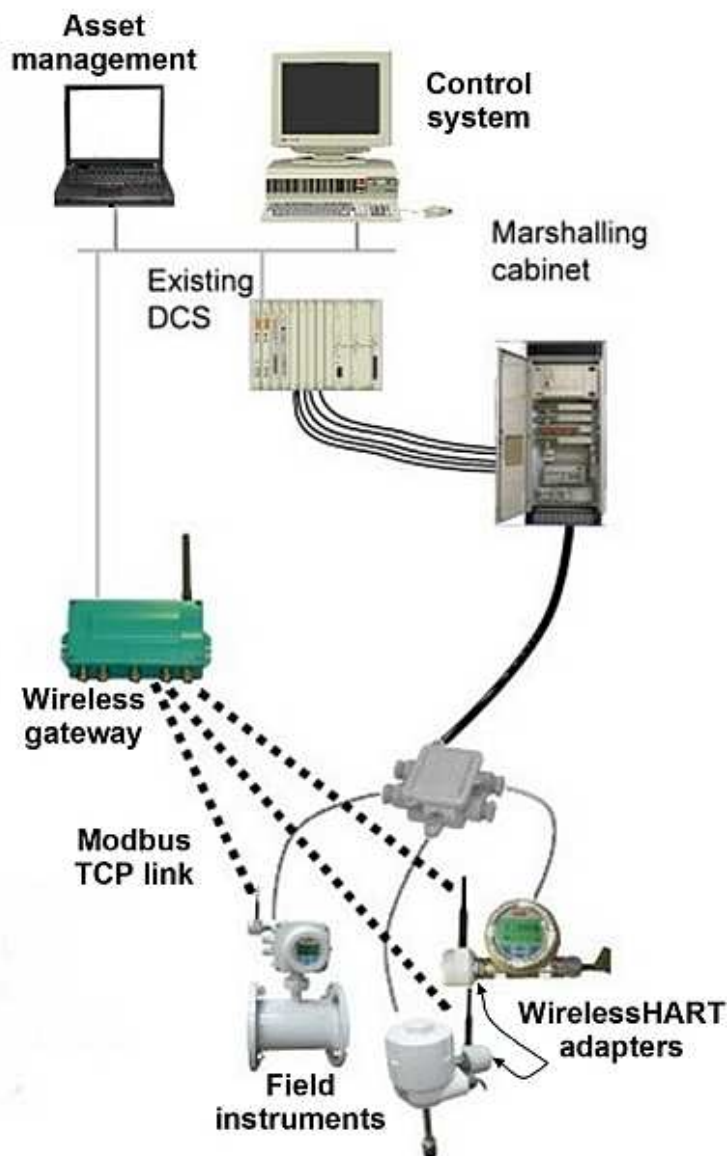 Asset
management
Control
system
Marshalling
cabinet
Existing
DCS
Wireless
gateway
Modbus
TCP link
WirelessHART
adapters
Field
instruments